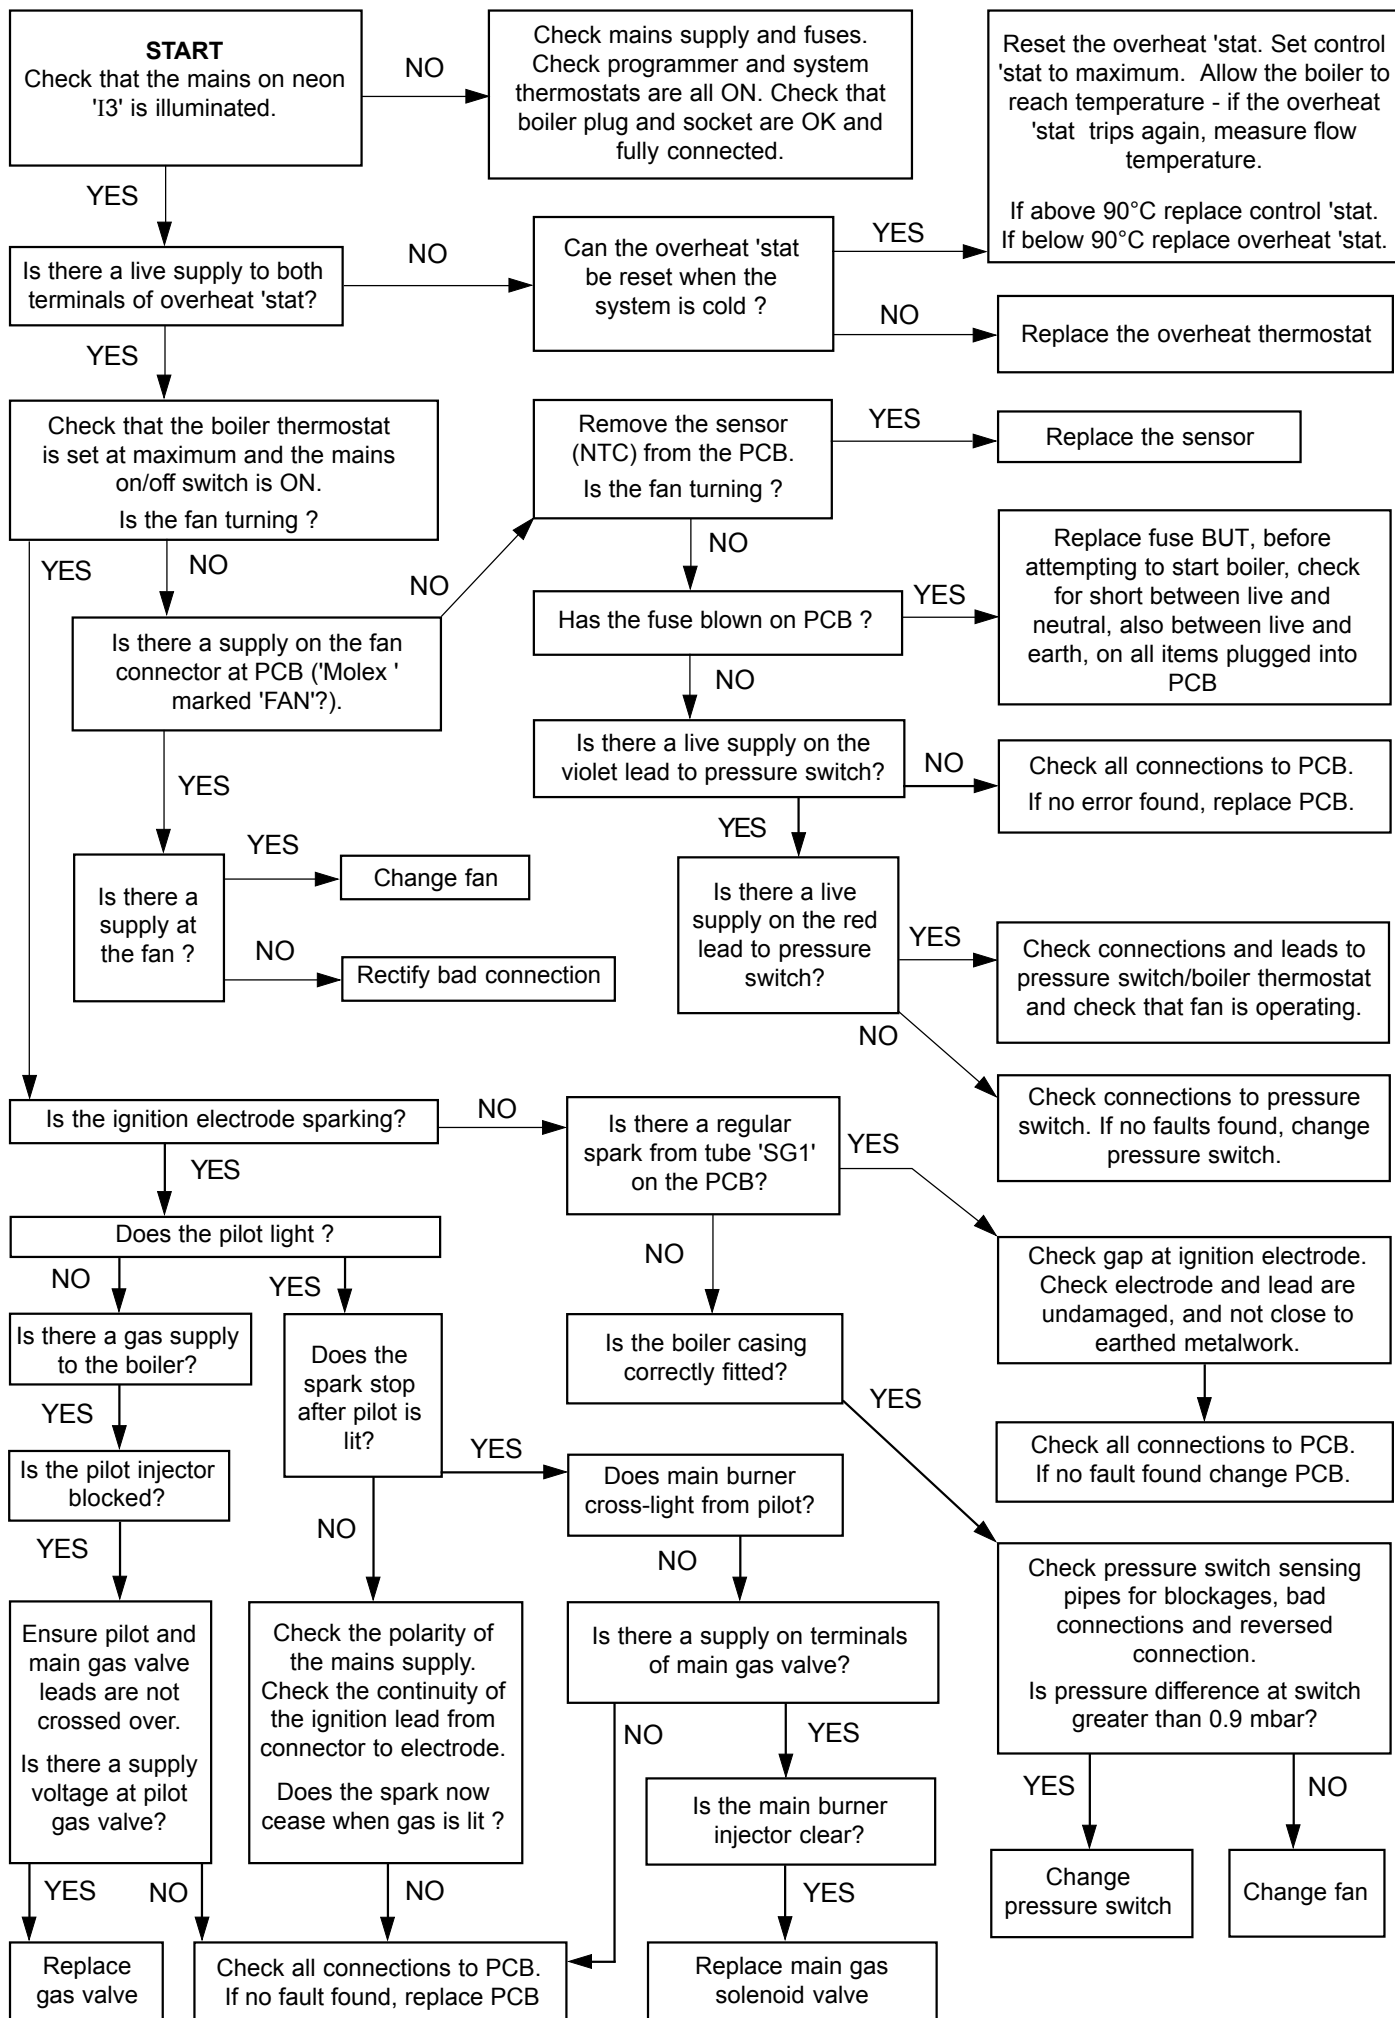 START
Check that the mains on neon
'I3' is illuminated.
NO
Check mains supply and fuses.
Check programmer and system
thermostats are all ON. Check that
boiler plug and socket are OK and
fully connected.
Reset the overheat 'stat. Set control
'stat to maximum. Allow the boiler to
reach temperature - if the overheat
'stat trips again, measure flow
temperature.
If above 90°C replace control 'stat.
If below 90°C replace overheat 'stat.
YES
Is there a live supply to both
terminals of overheat 'stat?
NO
Can the overheat 'stat
be reset when the
system is cold ?
YES
NO
Replace the overheat thermostat
YES
Check that the boiler thermostat
is set at maximum and the mains
on/off switch is ON.
Is the fan turning ?
Remove the sensor
(NTC) from the PCB.
Is the fan turning ?
YES
Replace the sensor
YES
NO
NO
NO
Is there a supply on the fan
connector at PCB ('Molex '
marked 'FAN'?).
Has the fuse blown on PCB ?
YES
Replace fuse BUT, before
attempting to start boiler, check
for short between live and
neutral, also between live and
earth, on all items plugged into
PCB
NO
Is there a live supply on the
violet lead to pressure switch?
NO
Check all connections to PCB.
If no error found, replace PCB.
YES
YES
Is there a
supply at
the fan ?
YES
Change fan
NO
Rectify bad connection
Is there a live
supply on the red
lead to pressure
switch?
YES
Check connections and leads to
pressure switch/boiler thermostat
and check that fan is operating.
NO
Check connections to pressure
switch. If no faults found, change
pressure switch.
Is the ignition electrode sparking?
NO
Is there a regular
spark from tube 'SG1'
on the PCB?
YES
YES
Does the pilot light ?
NO
Check gap at ignition electrode.
Check electrode and lead are
undamaged, and not close to
earthed metalwork.
NO
YES
Is there a gas supply
to the boiler?
Does the
spark stop
after pilot is
lit?
Is the boiler casing
correctly fitted?
YES
YES
Check all connections to PCB.
If no fault found change PCB.
Is the pilot injector
blocked?
YES
Does main burner
cross-light from pilot?
YES
NO
NO
Check pressure switch sensing
pipes for blockages, bad
connections and reversed
connection.
Is pressure difference at switch
greater than 0.9 mbar?
Ensure pilot and
main gas valve
leads are not
crossed over.
Is there a supply
voltage at pilot
gas valve?
Check the polarity of
the mains supply.
Check the continuity of
the ignition lead from
connector to electrode.
Does the spark now
cease when gas is lit ?
Is there a supply on terminals
of main gas valve?
NO
YES
YES
NO
Is the main burner
injector clear?
Change
pressure switch
Change fan
YES
NO
NO
YES
Replace
gas valve
Check all connections to PCB.
If no fault found, replace PCB
Replace main gas
solenoid valve